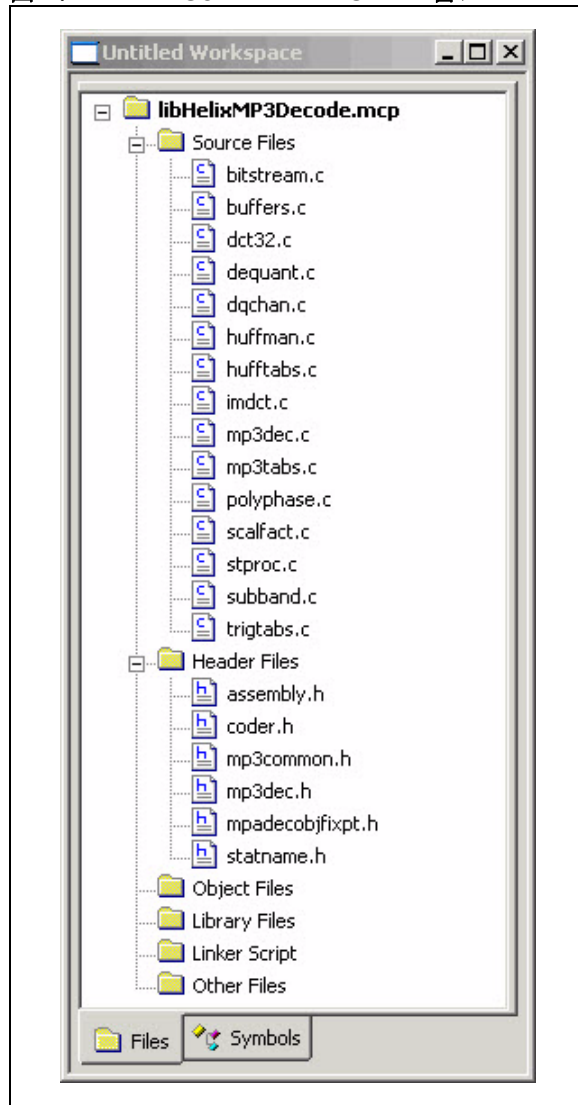 Untitled Workspace
libHelixMP3Decode.mcp
Source Files
bitstream.c
buffers.c
dct32.c
dequant.c
dqchan.c
huffman.c
hufftabs.c
imdct.c
mp3dec.c
mp3tabs.c
polyphase.c
scalfact.c
stproc.c
subband.c
trigtabs.c
Header Files
assembly.h
coder.h
mp3common.h
mp3dec.h
mpadecobjfixpt.h
statname.h
Object Files
Library Files
Linker Script
Other Files
Files Symbols